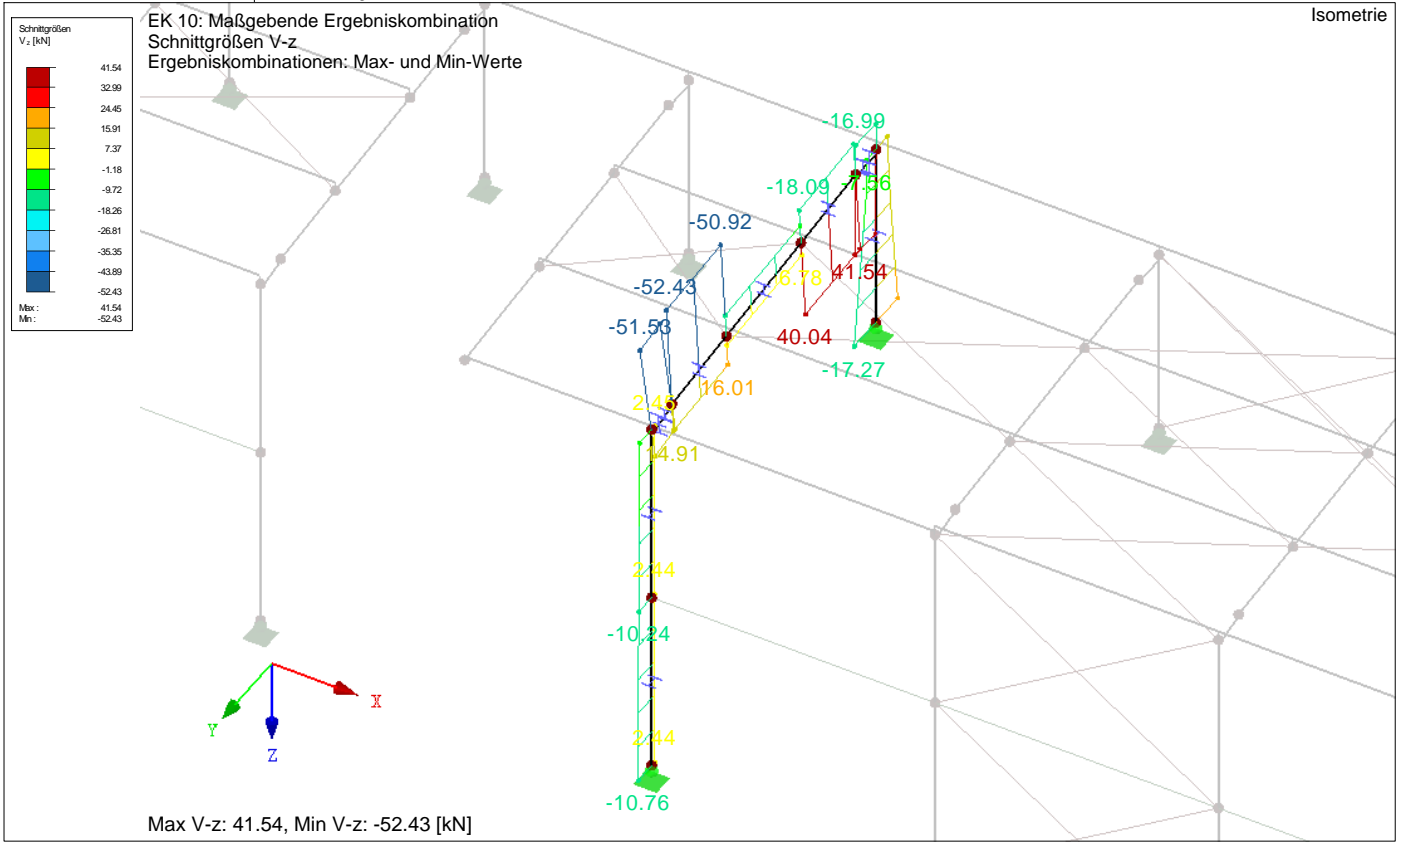 EK 10: Maßgebende Ergebniskombination
Schnittgrößen V-z
Ergebniskombinationen: Max- und Min-Werte
Isometrie
Schnittgrößen
V z [kN]
41.54
32.99
24.45
15.91
7.37
-1.18
-9.72
-18.26
-26.81
-35.35
-43.89
-52.43
Max : 41.54
Min : -52.43
-16.99
-18.09
-7.56
-50.92
6.78
41.54
-52.43
-51.53
40.04
-17.27
16.01
14.91
2.44
-10.24
2.44
-10.76
X
Y
Z
Max V-z: 41.54, Min V-z: -52.43 [kN]